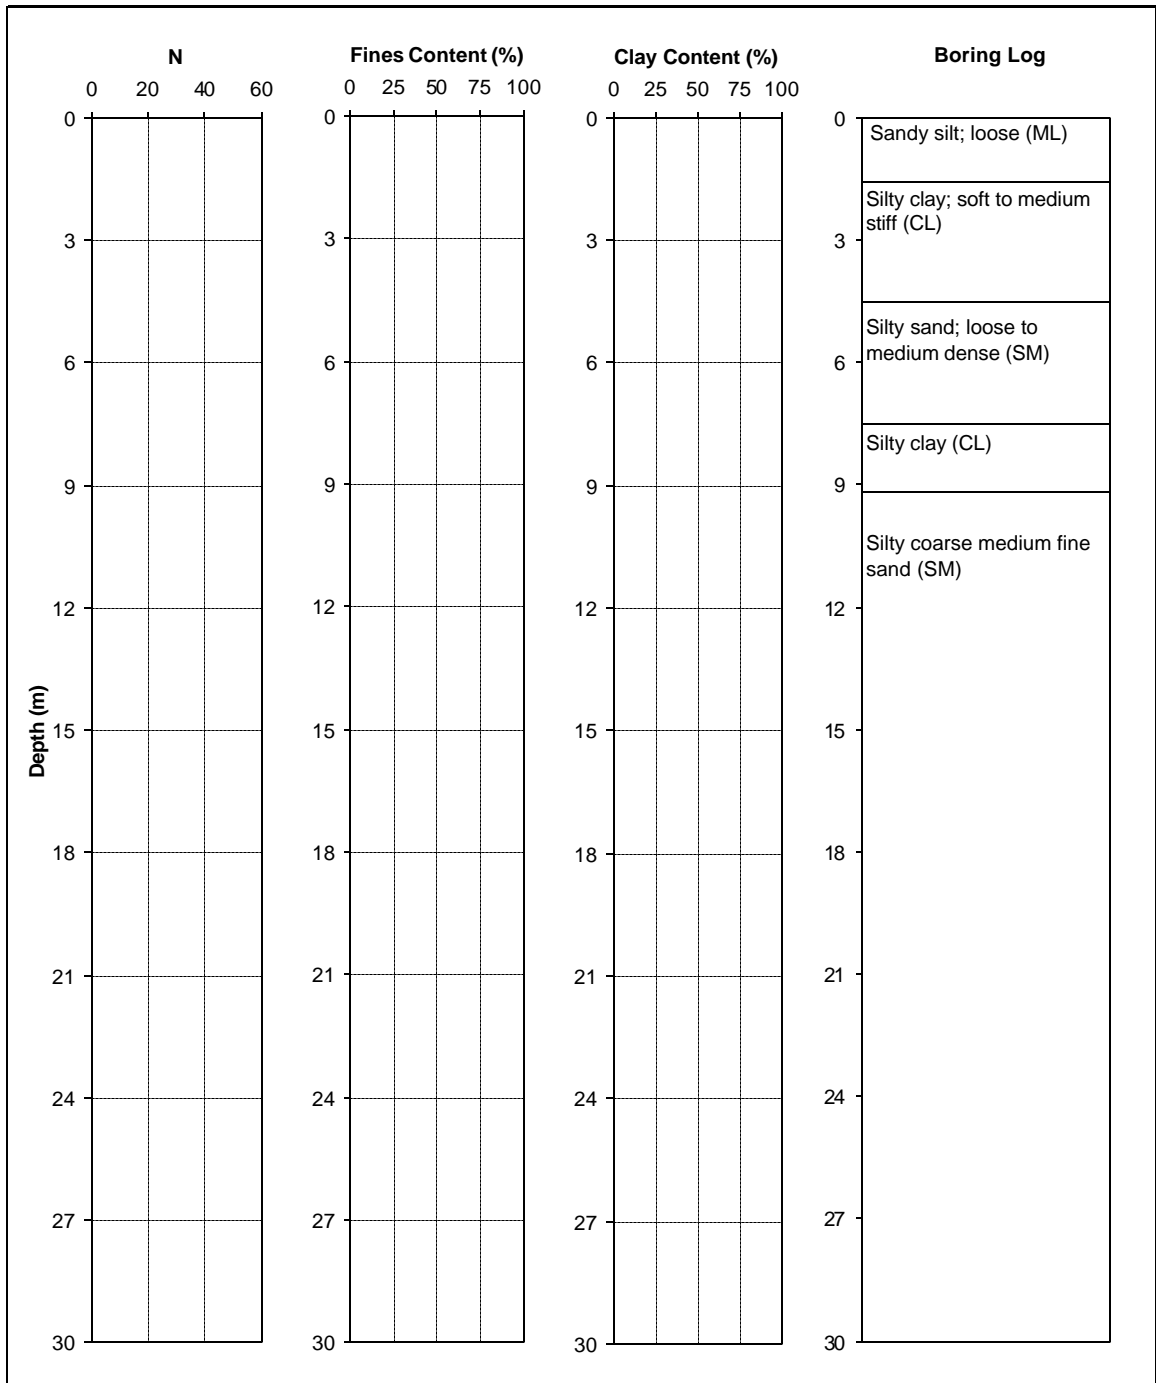 N
Fines Content (%)
Clay Content (%)
Boring Log
0 20 40 60
0 25 50 75 100
0 25 50 75 100
0 0 0 0
Sandy silt; loose (ML)
Silty clay; soft to medium
stiff (CL)
3 3 3 3
Silty sand; loose to
medium dense (SM)
6 6 6 6
Silty clay (CL)
9 9 9 9
Silty coarse medium fine
sand (SM)
12 12 12 12
Depth (m)
15 15 15 15
18 18 18 18
21 21 21 21
24 24 24 24
27 27 27 27
30 30 30 30